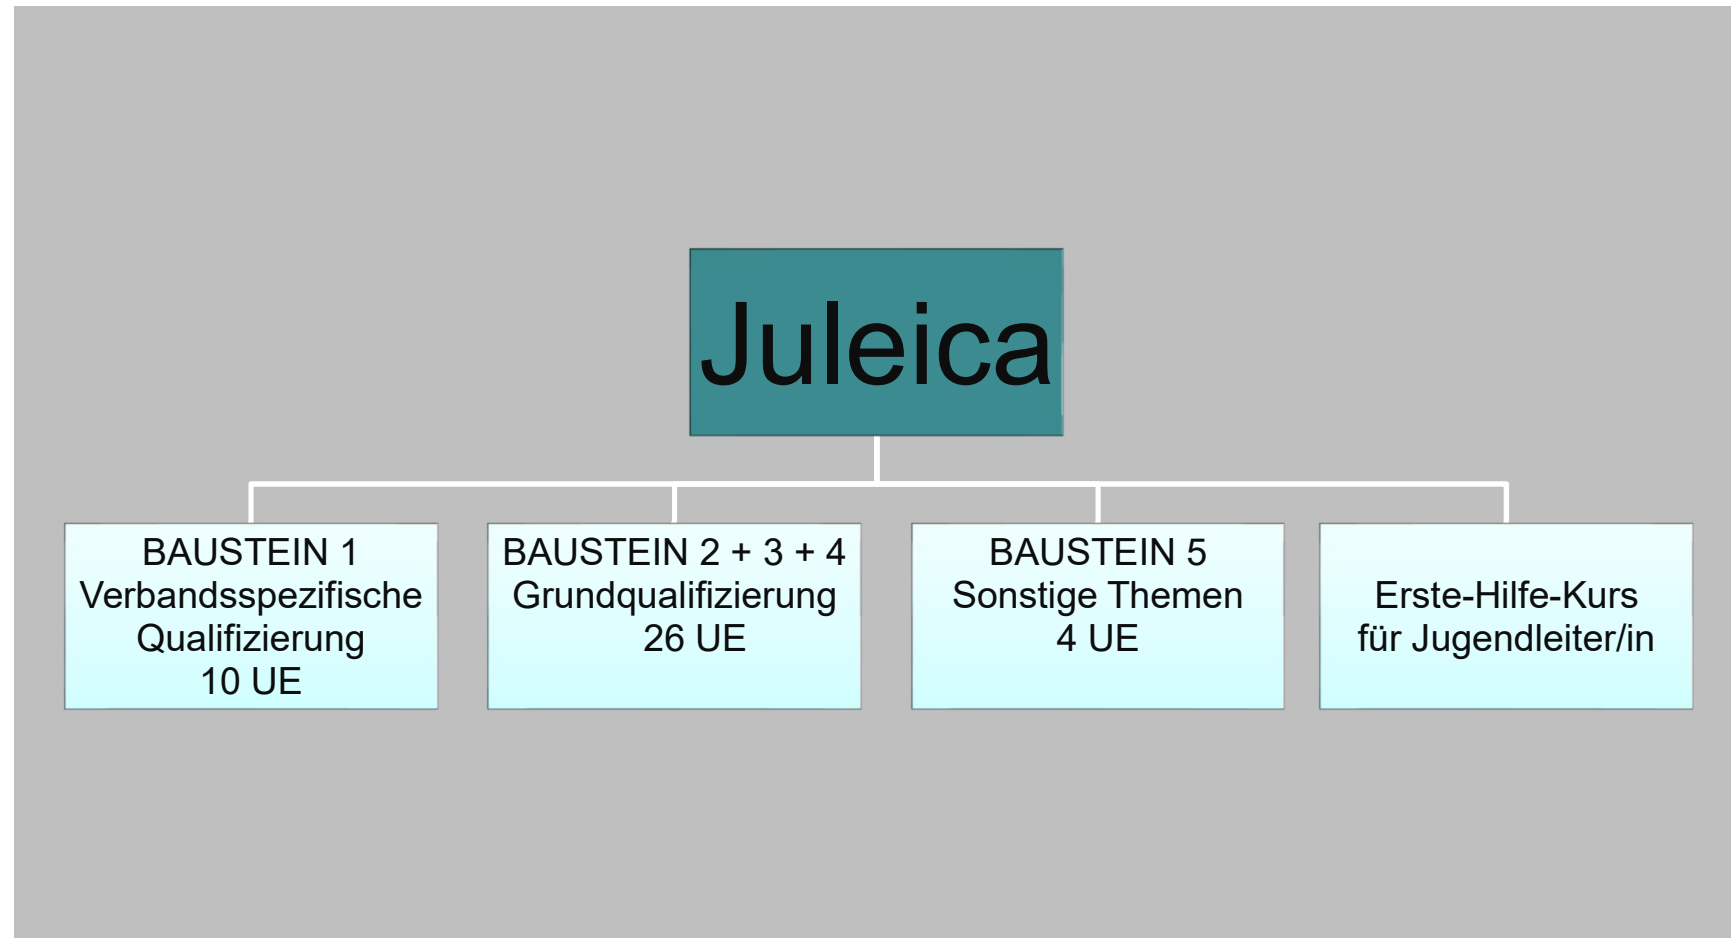 Juleica
BAUSTEIN 1
Verbandsspezifische
Qualifizierung
10 UE
BAUSTEIN 2 + 3 + 4
Grundqualifizierung
26 UE
BAUSTEIN 5
Sonstige Themen
4 UE
Erste-Hilfe-Kurs
für Jugendleiter/in